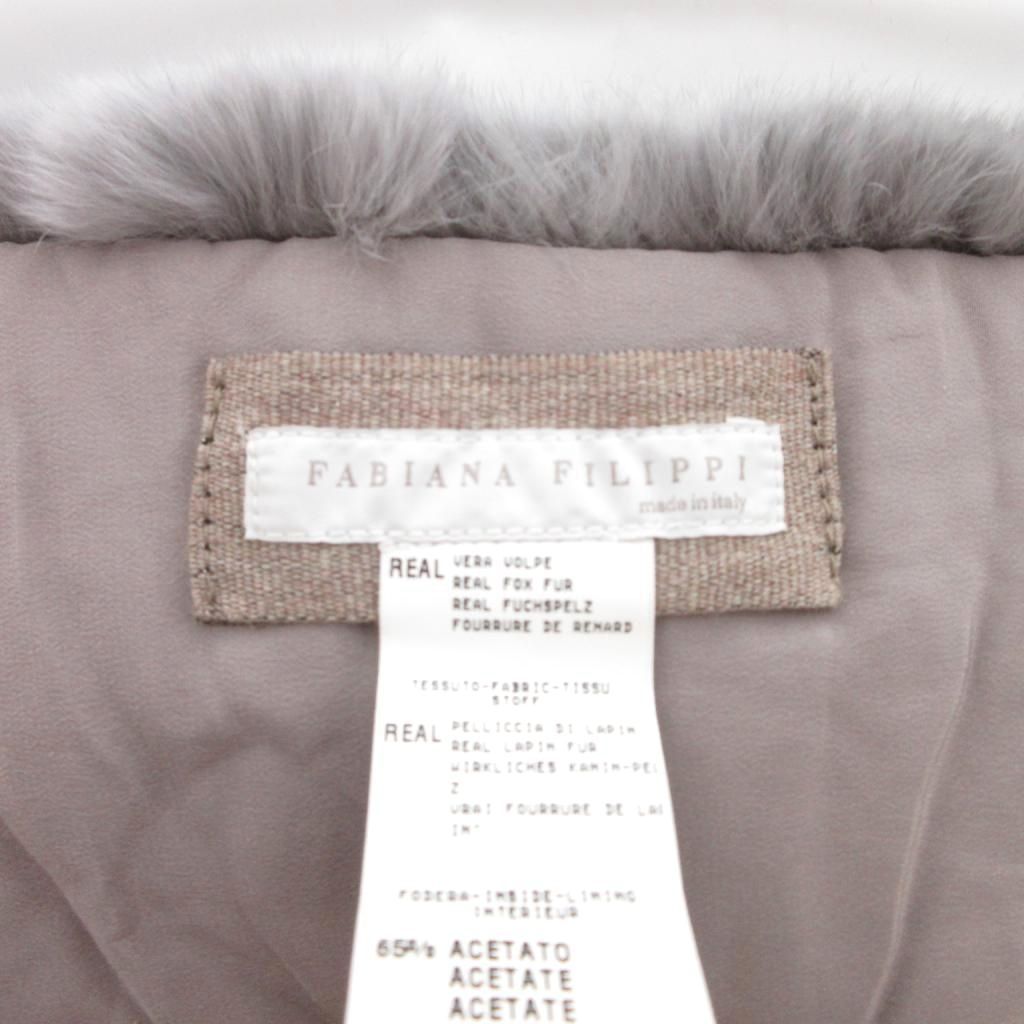 FABIANA FILIPPI
made in italy
REAL VERA VOLPE
REAL FOX FUR
REAL FUCHSPELZ
FOURRURE DE RENARD
TESSUTO-FABRIC-TISSU
STOFF
REAL PELLICCIA DI LAPIN
REAL LAPIN FUR
WIRKLICHES KANIN-PEL
Z
VRAI FOURRURE DE LAP
IN"
FODERA-INSIDE-LINING
INTERIEUR
65% ACETATO
ACETATE
ACETATE